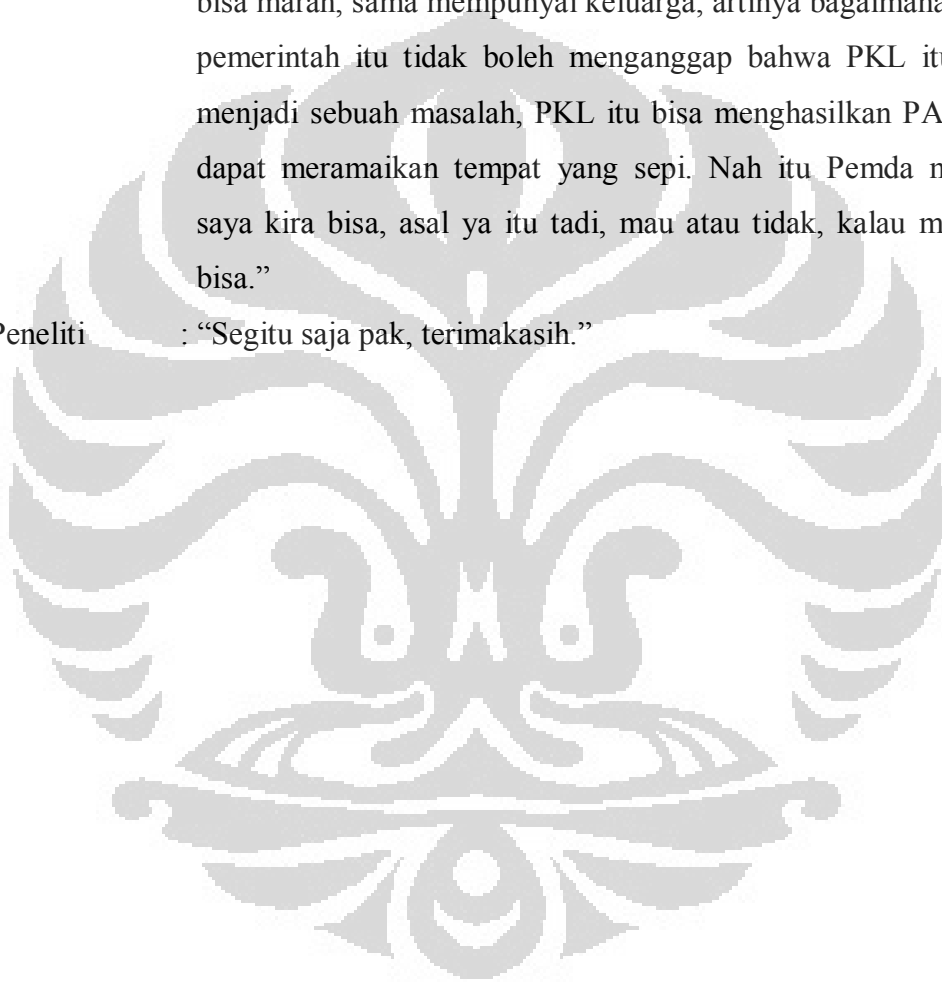 bisa marah, sama mempunyai keluarga, artinya bagaimana
pemerintah itu tidak boleh menganggap bahwa PKL itu
menjadi sebuah masalah, PKL itu bisa menghasilkan PA
dapat meramaikan tempat yang sepi. Nah itu Pemda
saya kira bisa, asal ya itu tadi, mau atau tidak, kalau
bisa.”
Peneliti : “Segitu saja pak, terimakasih.”